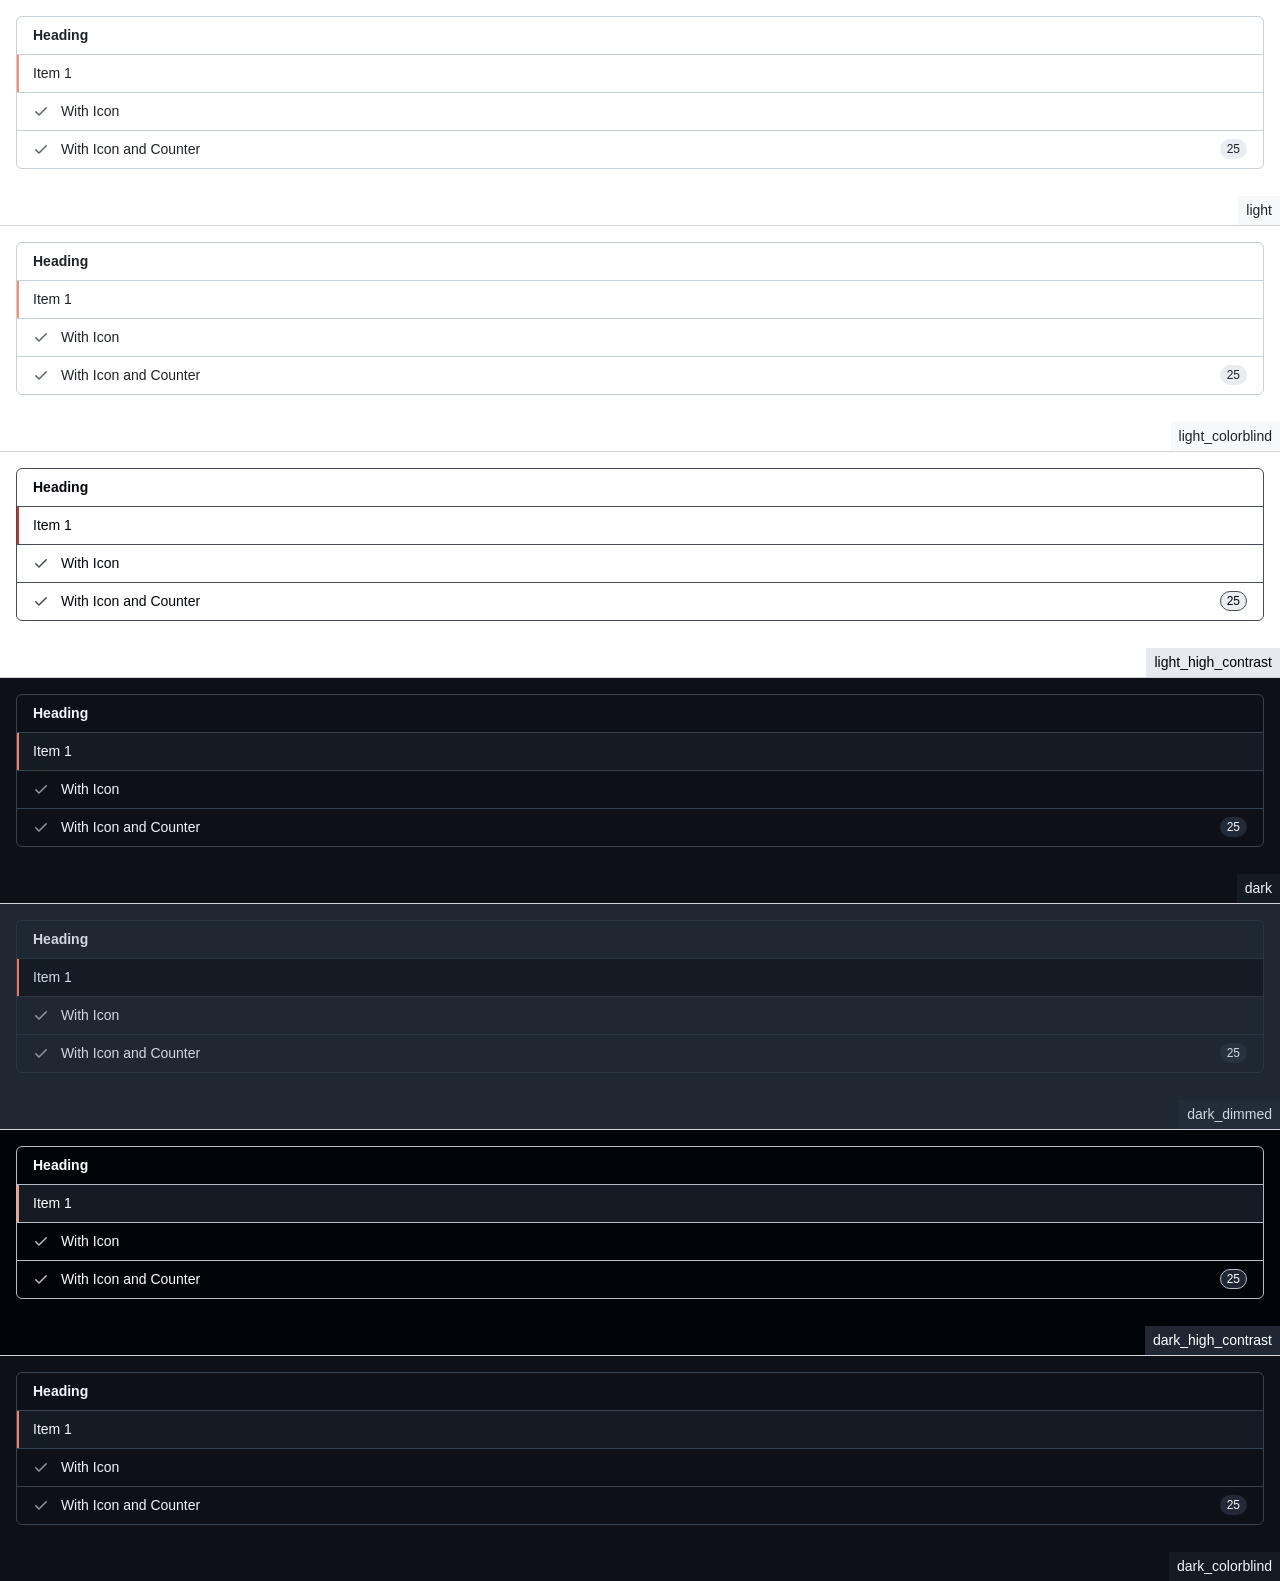 Heading
Item 1
With Icon
With Icon and Counter 25
light
Heading
Item 1
With Icon
With Icon and Counter 25
light_colorblind
Heading
Item 1
With Icon
With Icon and Counter 25
light_high_contrast
Heading
Item 1
With Icon
With Icon and Counter 25
dark
Heading
Item 1
With Icon
With Icon and Counter 25
dark_dimmed
Heading
Item 1
With Icon
With Icon and Counter 25
dark_high_contrast
Heading
Item 1
With Icon
With Icon and Counter 25
dark_colorblind